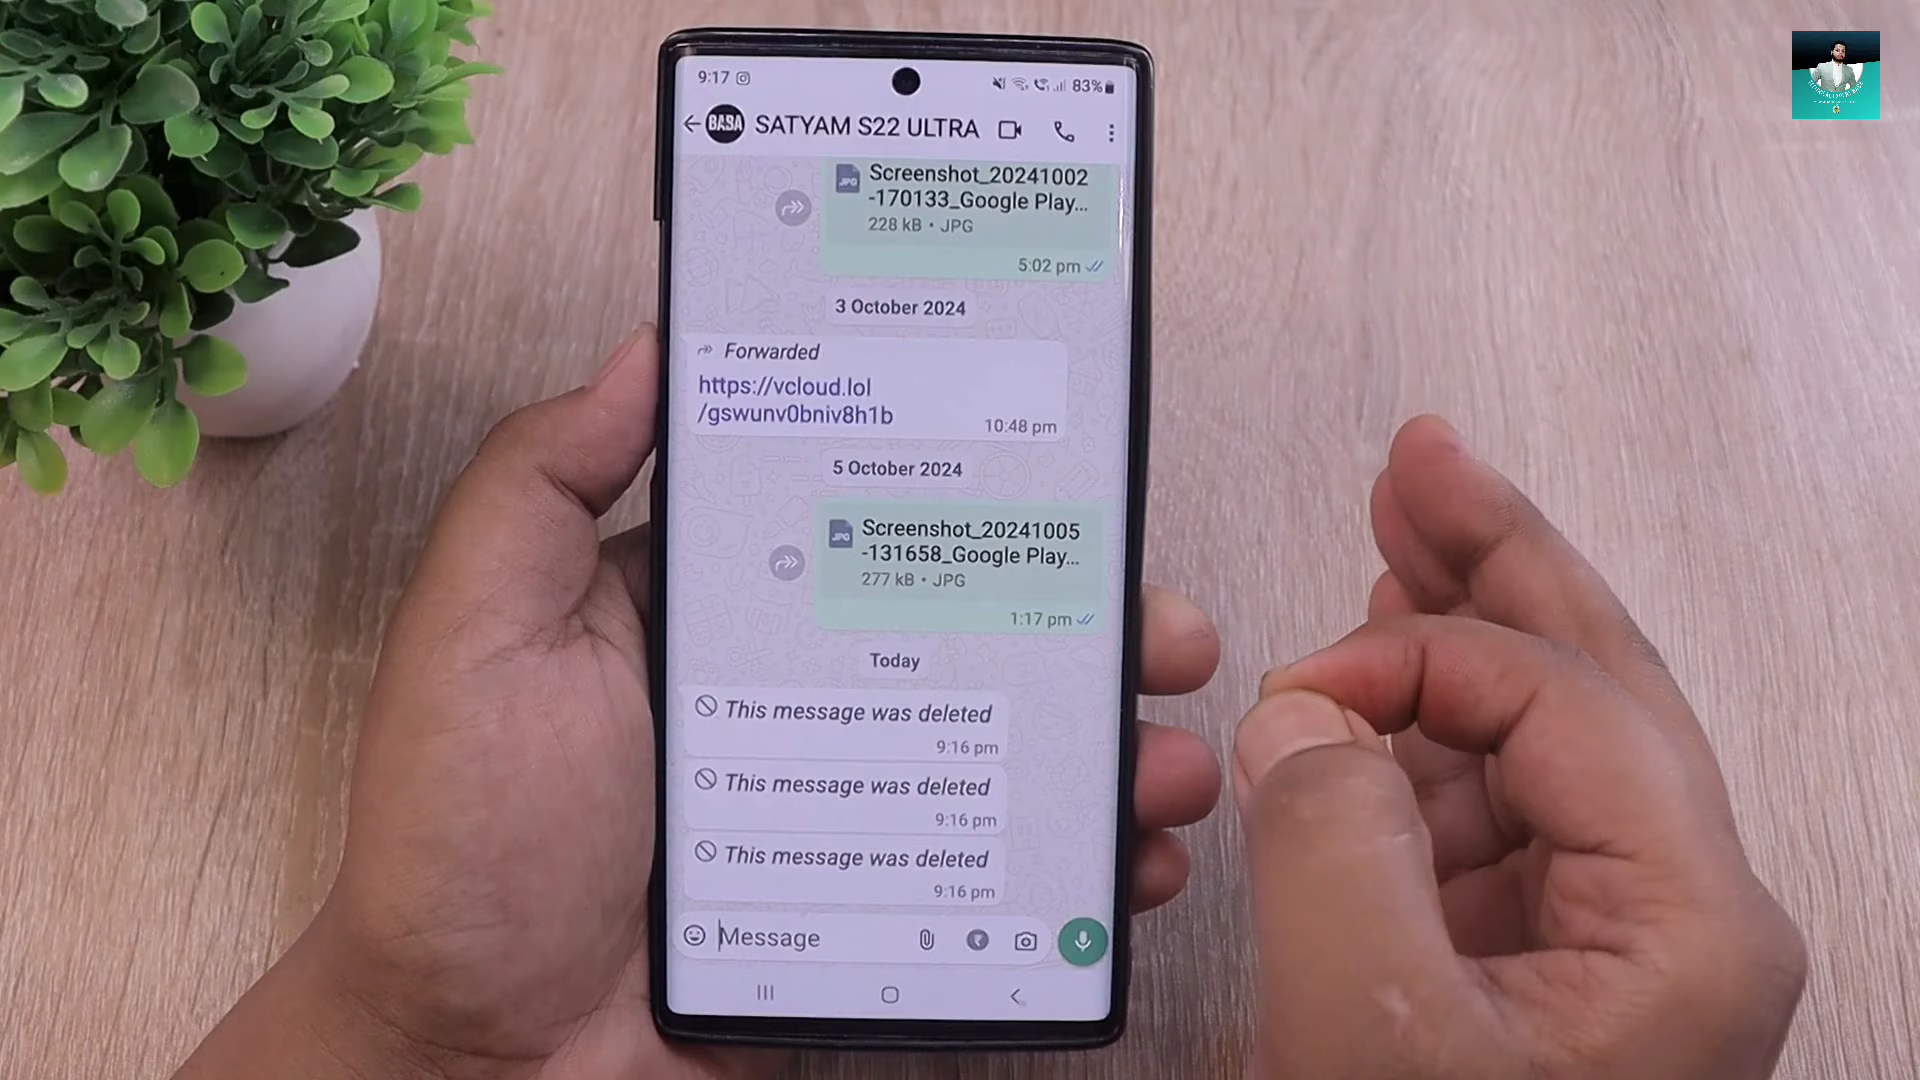 9:17
83%
BASA
SATYAM S22 ULTRA
JPG
Screenshot_20241002
-170133_Google Play...
228 kB • JPG
5:02 pm
3 October 2024
Forwarded
https://vcloud.lol
/gswunv0bniv8h1b
10:48 pm
5 October 2024
JPG
Screenshot_20241005
-131658_Google Play...
277 kB • JPG
1:17 pm
Today
This message was deleted
9:16 pm
This message was deleted
9:16 pm
This message was deleted
9:16 pm
Message